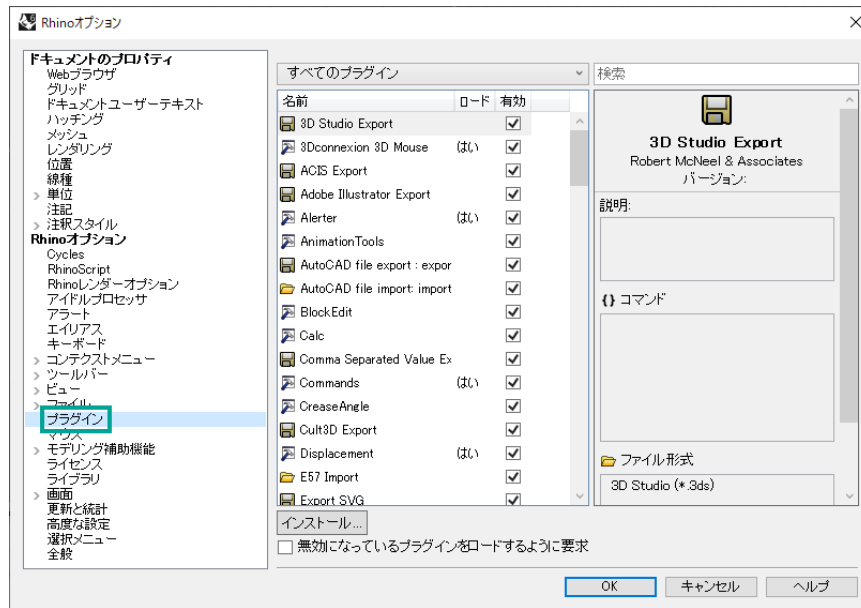 Rhinoオプション
ドキュメントのプロパティ
Webブラウザ
グリッド
ドキュメントユーザーテキスト
ハッチング
メッシュ
レンダリング
位置
線種
単位
注記
注釈スタイル
Rhinoオプション
Cycles
RhinoScript
Rhinoレンダーオプション
アイドルプロセッサ
アラート
エイリアス
キーボード
コンテクストメニュー
ツールバー
ビュー
ファイル
プラグイン
マウス
モデリング補助機能
ライセンス
ライブラリ
画面
更新と統計
高度な設定
選択メニュー
全般
すべてのプラグイン
検索
名前 ロード 有効
3D Studio Export
3Dconnexion 3D Mouse はい
ACIS Export
Adobe Illustrator Export
Alerter はい
AnimationTools
AutoCAD file export : expor
AutoCAD file import: import
BlockEdit
Calc
Comma Separated Value Ex
Commands はい
CreaseAngle
Cult3D Export
Displacement はい
E57 Import
Export SVG
インストール...
無効になっているプラグインをロードするように要求
3D Studio Export
Robert McNeel & Associates
バージョン:
説明:
{} コマンド
ファイル形式
3D Studio (*.3ds)
OK キャンセル ヘルプ